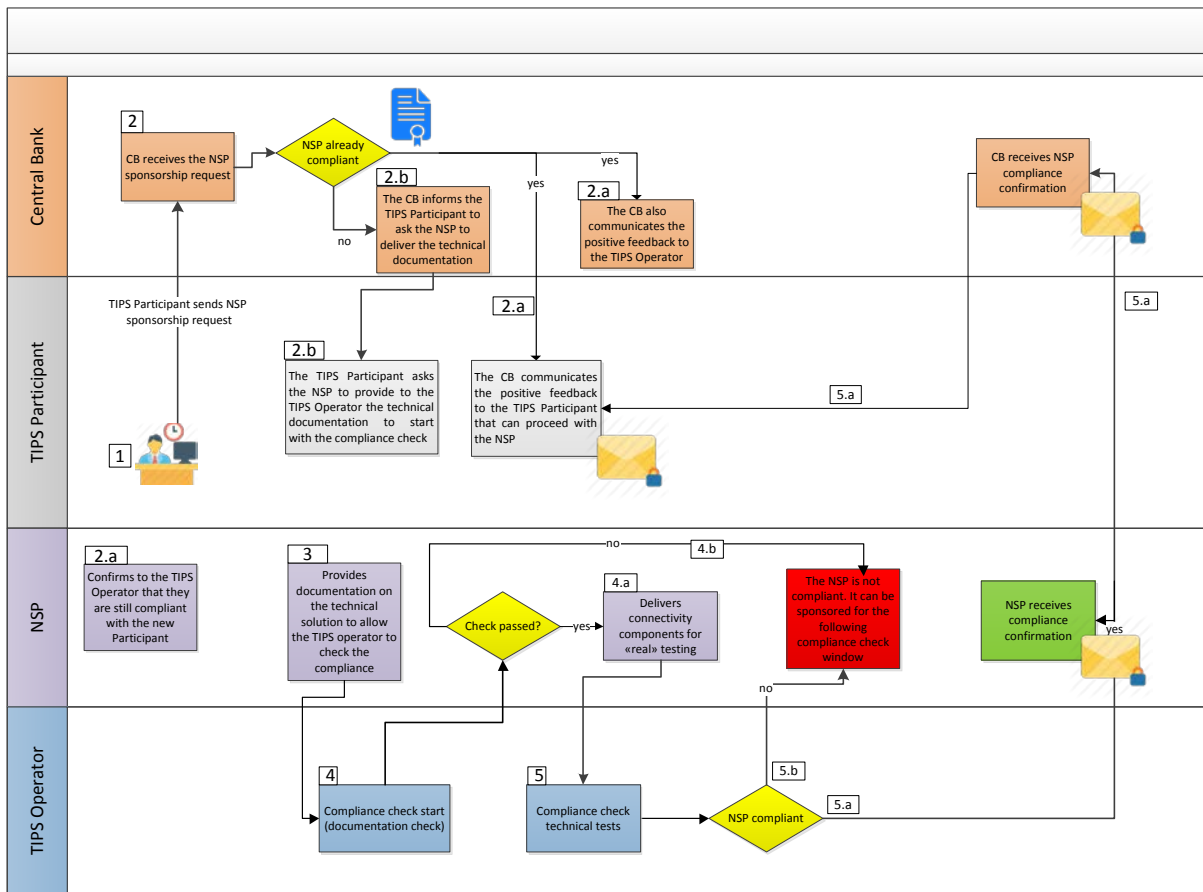 Central Bank
2
CB receives the NSP
sponsorship request
NSP already
compliant
yes
yes
no
2.b
The CB informs the
TIPS Participant to
ask the NSP to
deliver the technical
documentation
2.a
The CB also
communicates the
positive feedback to
the TIPS Operator
CB receives NSP
compliance
confirmation
TIPS Participant
TIPS Participant sends NSP
sponsorship request
1
2.b
The TIPS Participant asks
the NSP to provide to the
TIPS Operator the technical
documentation to start
with the compliance check
2.a
The CB communicates
the positive feedback
to the TIPS Participant
that can proceed with
the NSP
5.a
5.a
NSP
2.a
Confirms to the TIPS
Operator that they
are still compliant
with the new
Participant
3
Provides
documentation on
the technical
solution to allow
the TIPS operator to
check the
compliance
Check passed?
no
4.b
yes
4.a
Delivers
connectivity
components for
«real» testing
The NSP is not
compliant. It can be
sponsored for the
following
compliance check
window
NSP receives
compliance
confirmation
yes
no
TIPS Operator
4
Compliance check start
(documentation check)
5
Compliance check
technical tests
NSP compliant
5.b
5.a